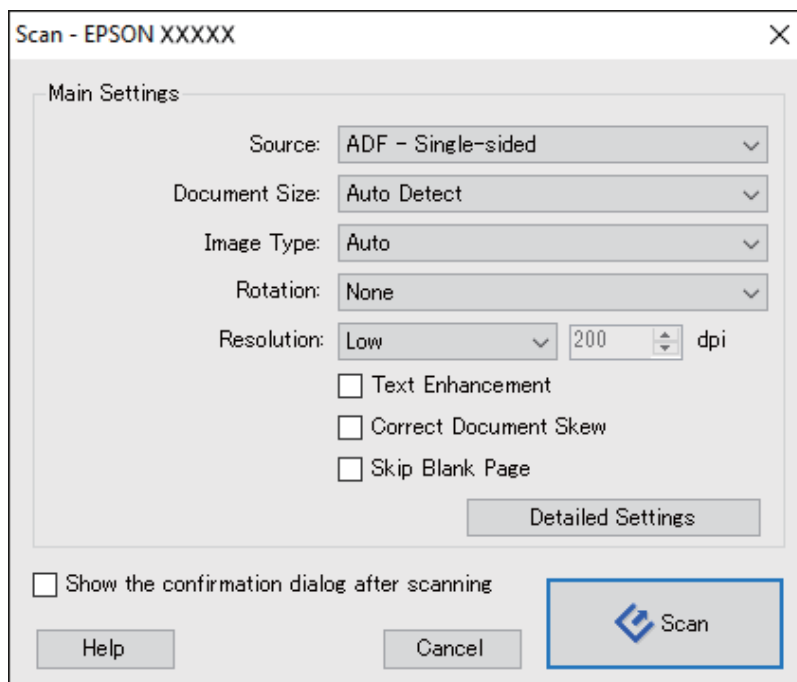 Scan - EPSON XXXXX
Main Settings
Source: ADF - Single-sided
Document Size: Auto Detect
Image Type: Auto
Rotation: None
Resolution: Low 200 dpi
Text Enhancement
Correct Document Skew
Skip Blank Page
Detailed Settings
Show the confirmation dialog after scanning
Scan
Help Cancel